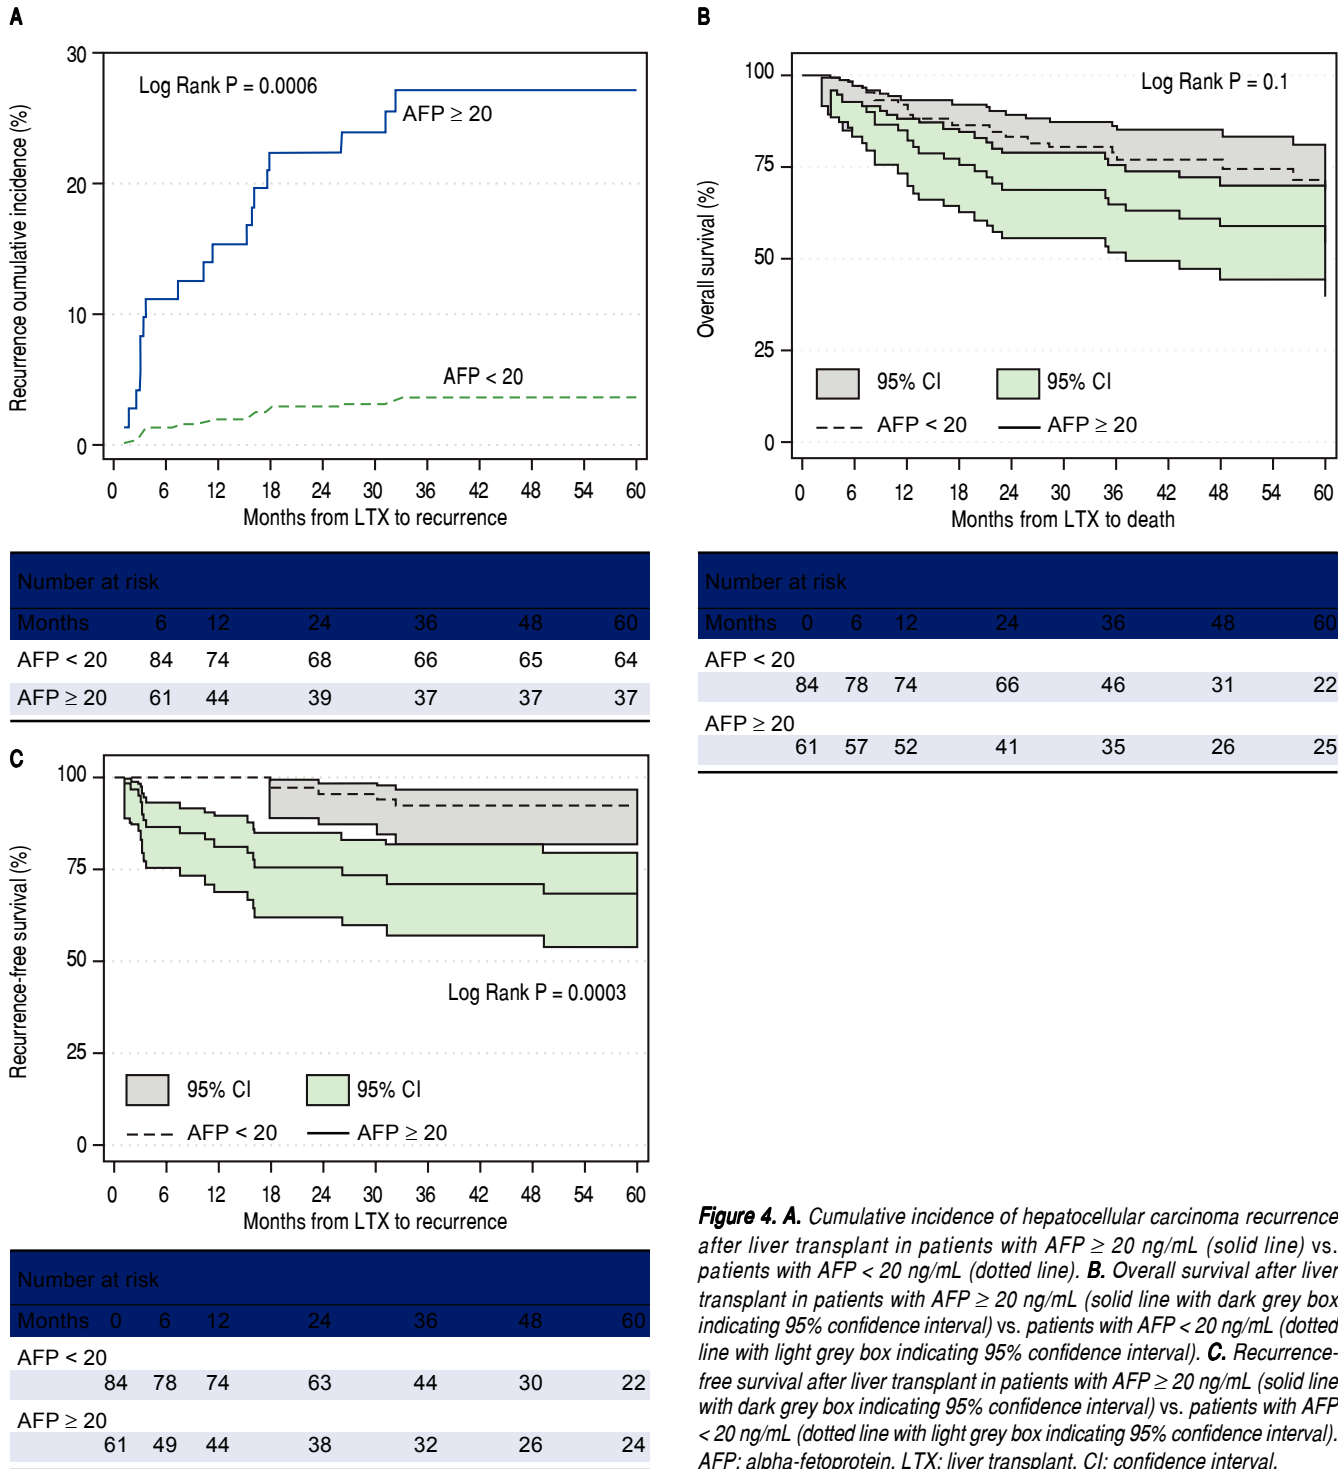 A
Recurrence oumulative incidence (%)
30
20
10
0
Log Rank P = 0.0006
AFP ≥ 20
AFP < 20
0 6 12 18 24 30 36 42 48 54 60
Months from LTX to recurrence
Number at risk
Months 6 12 24 36 48 60
AFP < 20 84 74 68 66 65 64
AFP ≥ 20 61 44 39 37 37 37
B
Overall survival (%)
100
75
50
25
0
Log Rank P = 0.1
95% CI 95% CI
AFP < 20 AFP ≥ 20
0 6 12 18 24 30 36 42 48 54 60
Months from LTX to death
Number at risk
Months 0 6 12 24 36 48 60
AFP < 20
84 78 74 66 46 31 22
AFP ≥ 20
61 57 52 41 35 26 25
C
Recurrence-free survival (%)
100
75
50
25
0
Log Rank P = 0.0003
95% CI 95% CI
AFP < 20 AFP ≥ 20
0 6 12 18 24 30 36 42 48 54 60
Months from LTX to recurrence
Number at risk
Months 0 6 12 24 36 48 60
AFP < 20
84 78 74 63 44 30 22
AFP ≥ 20
61 49 44 38 32 26 24
Figure 4. A. Cumulative incidence of hepatocellular carcinoma recurrence
after liver transplant in patients with AFP ≥ 20 ng/mL (solid line) vs.
patients with AFP < 20 ng/mL (dotted line). B. Overall survival after liver
transplant in patients with AFP ≥ 20 ng/mL (solid line with dark grey box
indicating 95% confidence interval) vs. patients with AFP < 20 ng/mL (dotted
line with light grey box indicating 95% confidence interval). C. Recurrence-
free survival after liver transplant in patients with AFP ≥ 20 ng/mL (solid line
with dark grey box indicating 95% confidence interval) vs. patients with AFP
< 20 ng/mL (dotted line with light grey box indicating 95% confidence interval).
AFP: alpha-fetoprotein. LTX: liver transplant. CI: confidence interval.